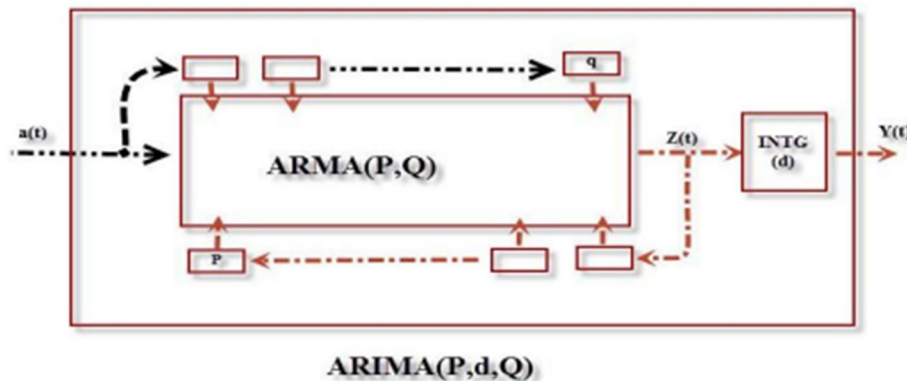 q
a(t)
Z(t)
INTG
(d)
Y(t)
ARMA(P,Q)
P
ARIMA(P,d,Q)